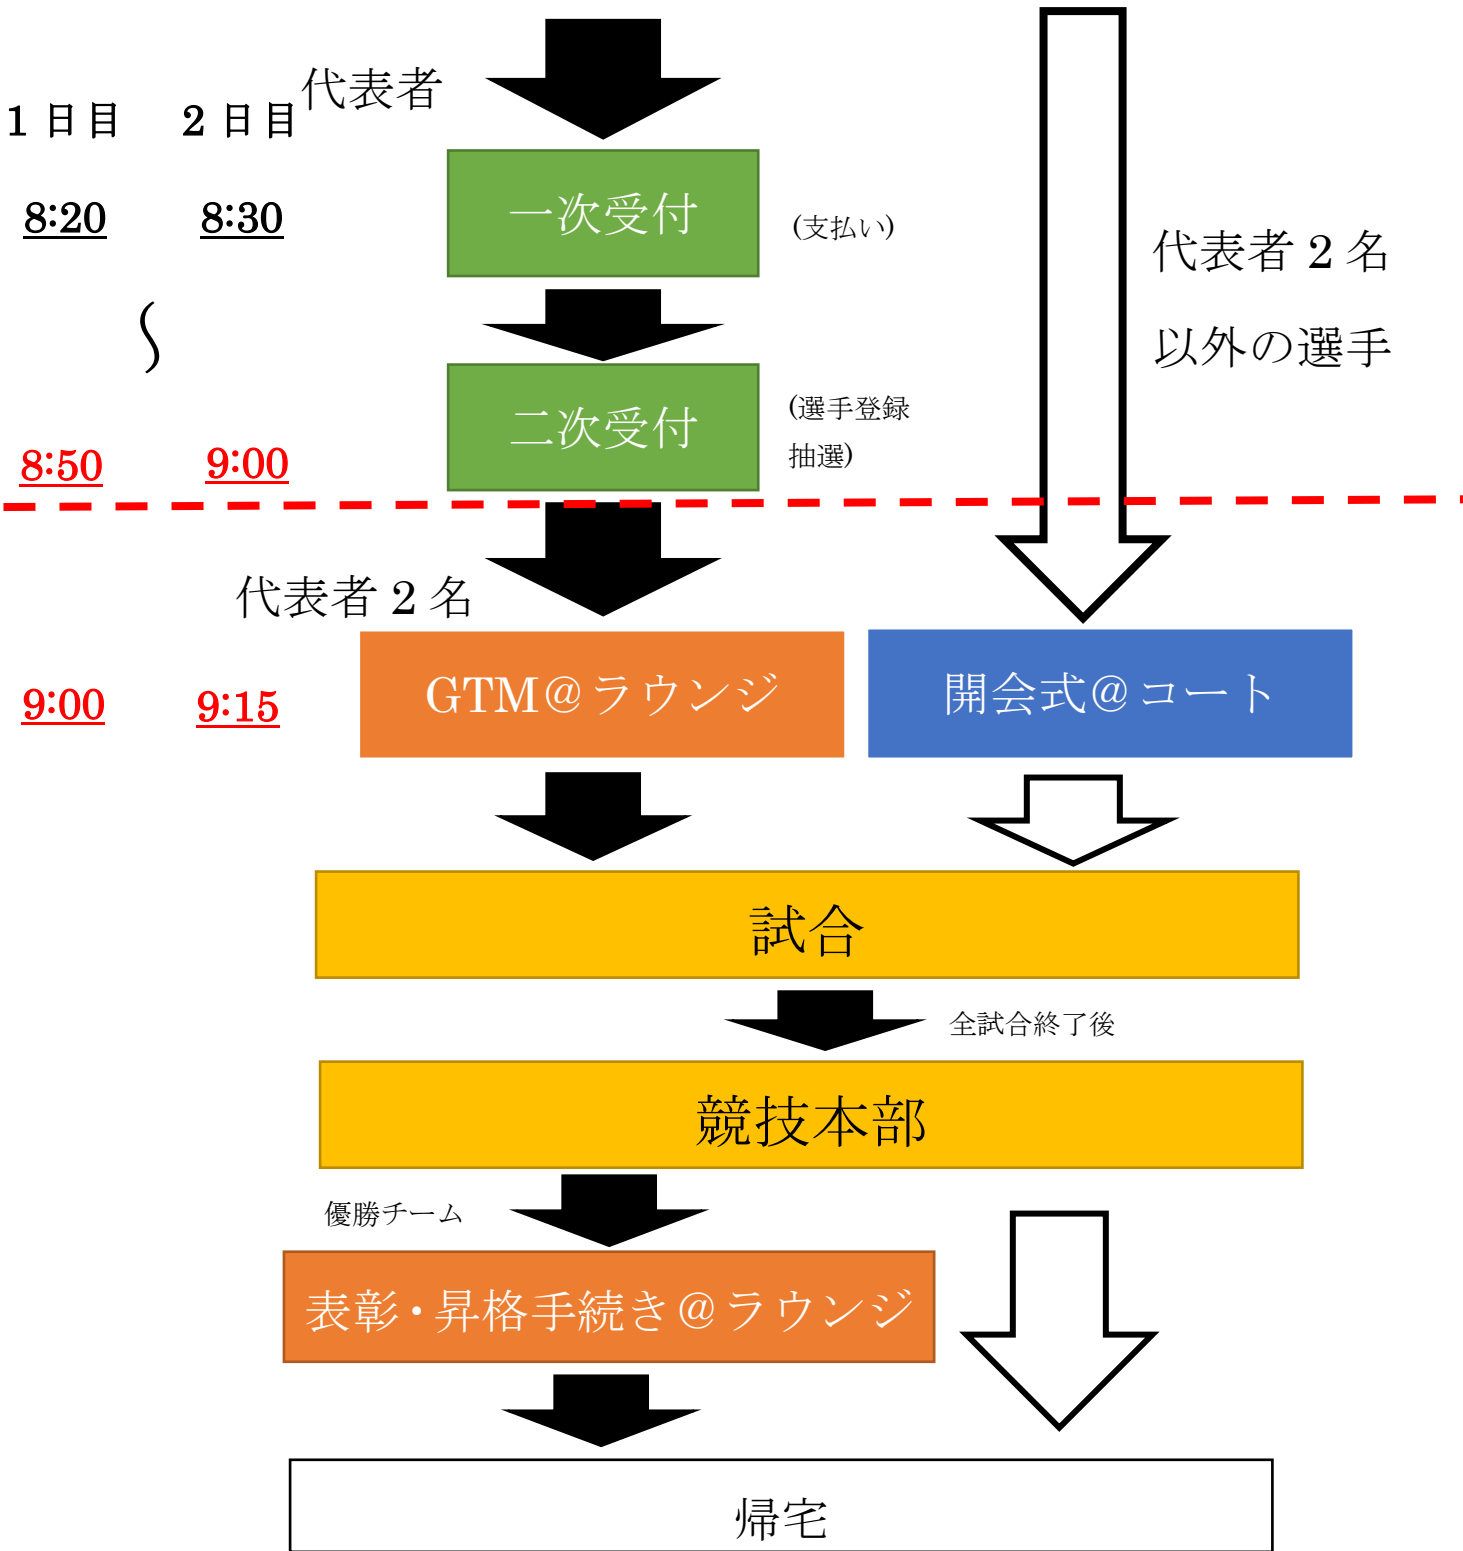 代表者
1 日目 2 日目
一次受付
8:20 8:30
(支払い)
代表者 2 名
以外の選手
～
二次受付
(選手登録
抽選)
8:50 9:00
代表者 2 名
GTM@ラウンジ
開会式@コート
9:00 9:15
試合
全試合終了後
競技本部
優勝チーム
表彰・昇格手続き@ラウンジ
帰宅